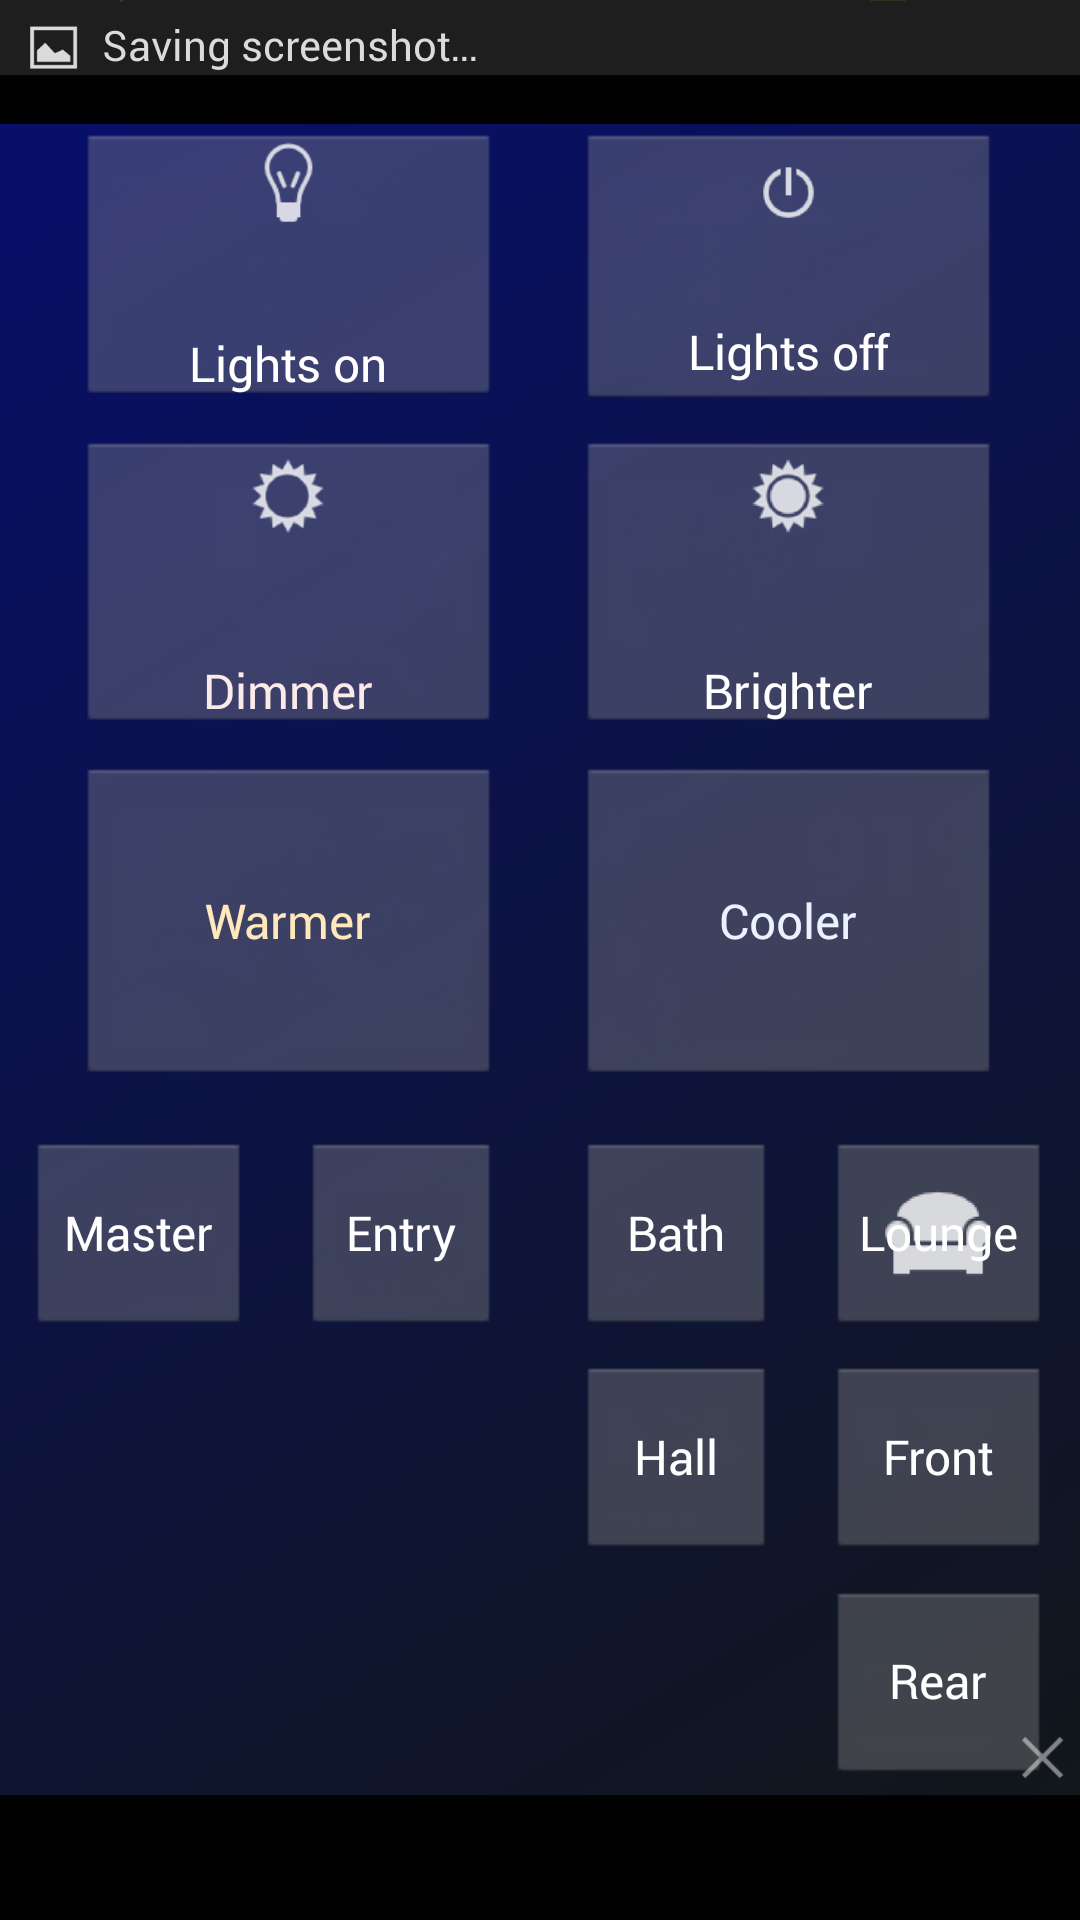 Saving screenshot...
Lights on
Lights off
Dimmer
Brighter
Warmer
Cooler
Master
Entry
Bath
Lounge
Hall
Front
Rear